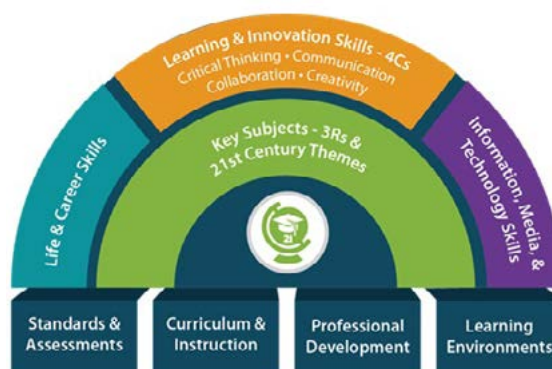 Learning & Innovation Skills - 4Cs
Critical Thinking • Communication
Collaboration • Creativity
Life & Career Skills
Key Subjects - 3Rs &
21st Century Themes
Information, Media, &
Technology Skills
21
Standards &
Assessments
Curriculum &
Instruction
Professional
Development
Learning
Environments